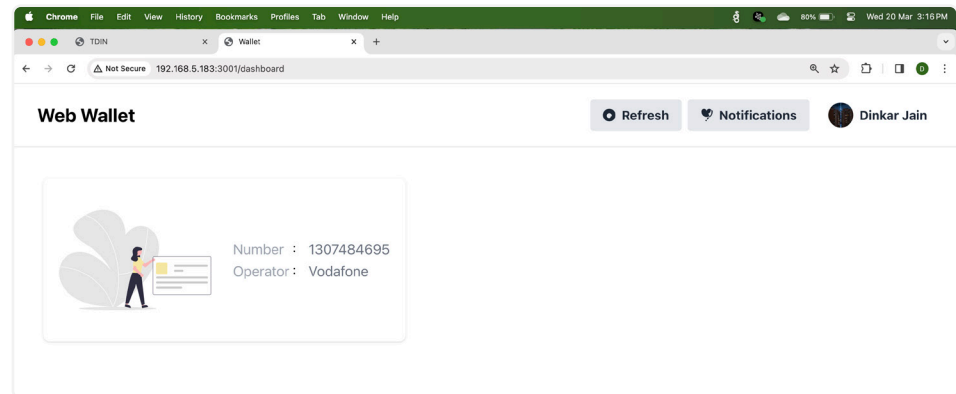 Chrome File Edit View History Bookmarks Profiles Tab Window Help 80% Wed 20 Mar 3:16 PM
TDIN Wallet
Not Secure 192.168.5.183:3001/dashboard D
Web Wallet Refresh Notifications Dinkar Jain
Number : 1307484695
Operator : Vodafone